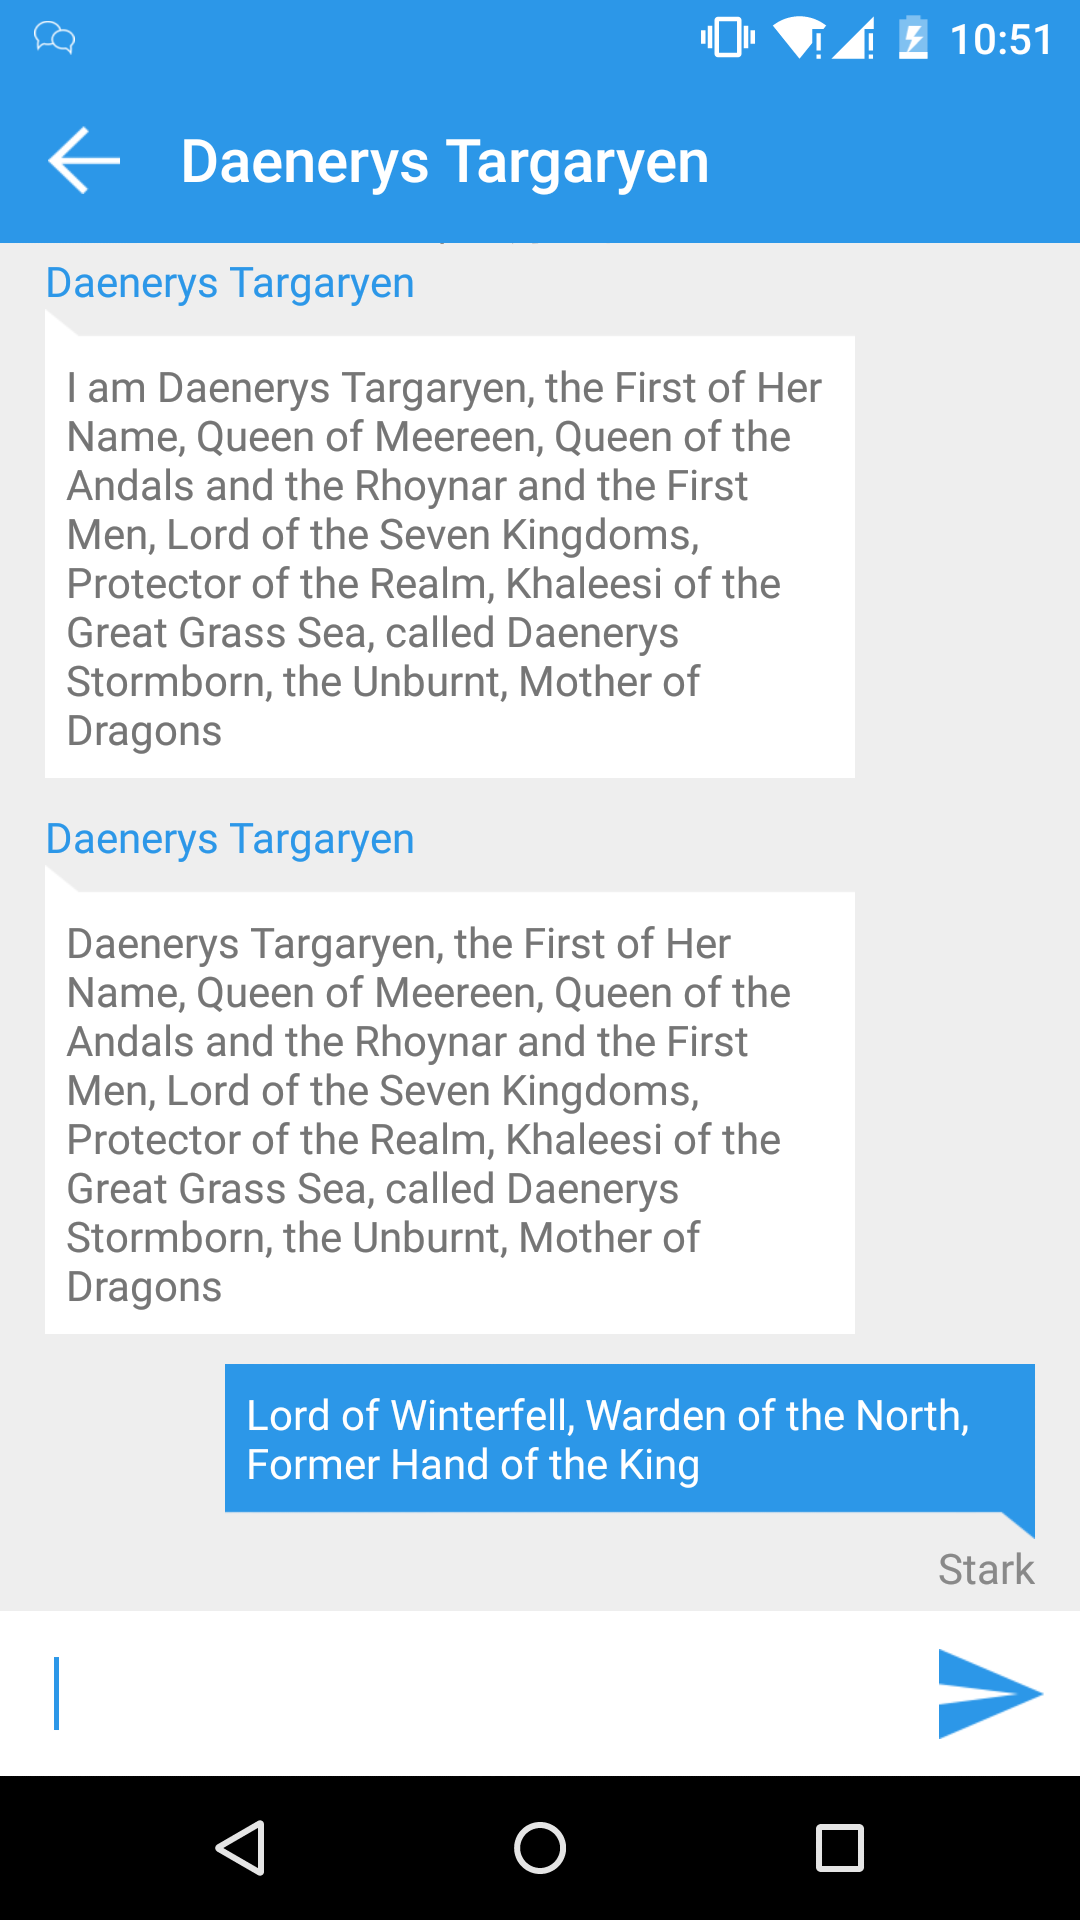 10:51
Daenerys Targaryen
Daenerys Targaryen
I am Daenerys Targaryen, the First of Her
Name, Queen of Meereen, Queen of the
Andals and the Rhoynar and the First
Men, Lord of the Seven Kingdoms,
Protector of the Realm, Khaleesi of the
Great Grass Sea, called Daenerys
Stormborn, the Unburnt, Mother of
Dragons
Daenerys Targaryen
Daenerys Targaryen, the First of Her
Name, Queen of Meereen, Queen of the
Andals and the Rhoynar and the First
Men, Lord of the Seven Kingdoms,
Protector of the Realm, Khaleesi of the
Great Grass Sea, called Daenerys
Stormborn, the Unburnt, Mother of
Dragons
Lord of Winterfell, Warden of the North,
Former Hand of the King
Stark